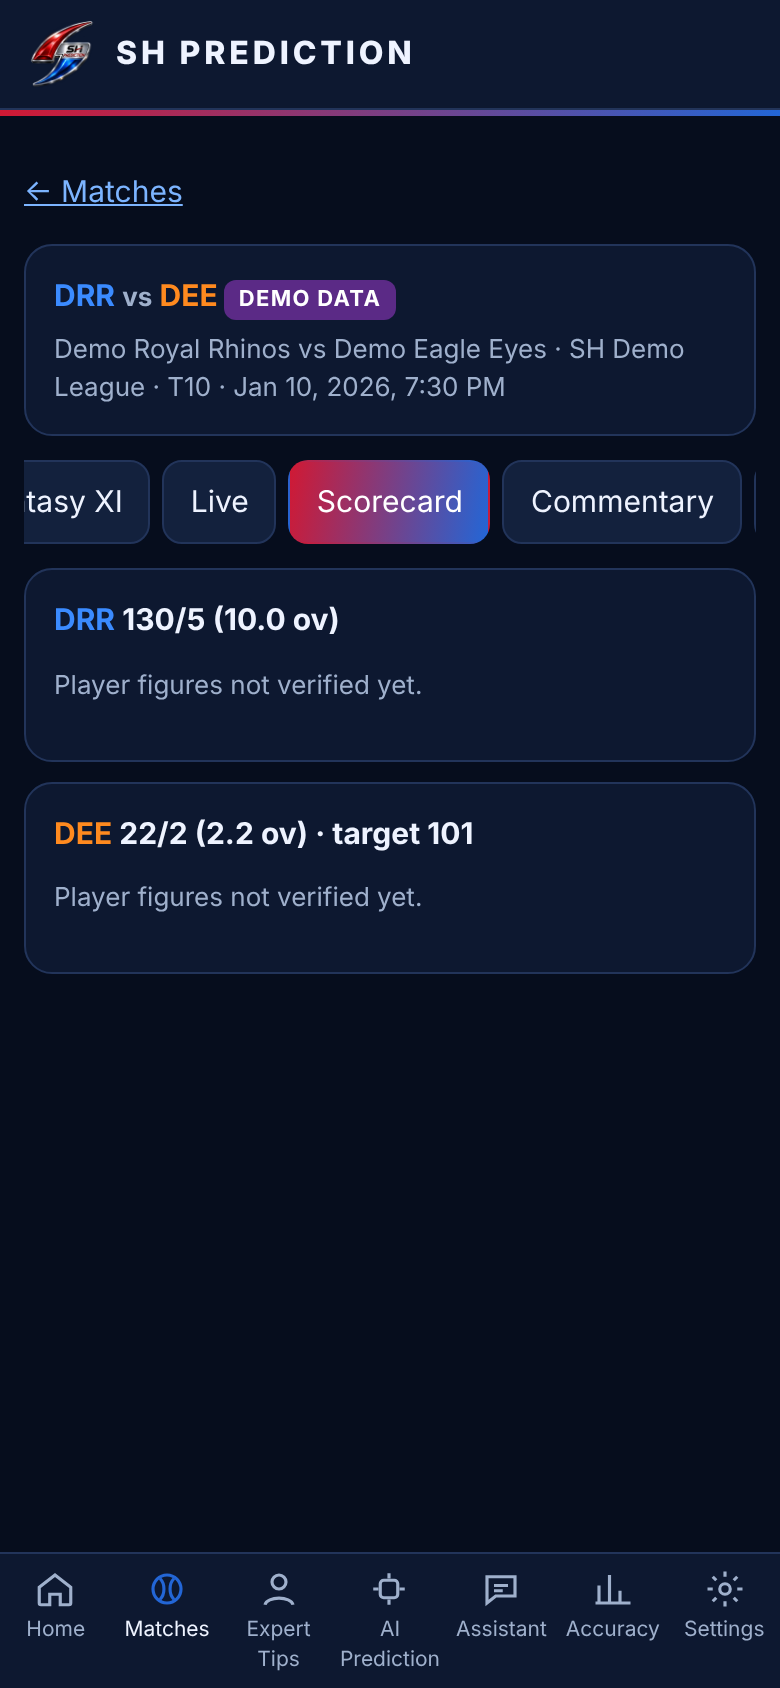 SH
SH PREDICTION
← Matches
DRR vs DEE DEMO DATA
Demo Royal Rhinos vs Demo Eagle Eyes · SH Demo
League · T10 · Jan 10, 2026, 7:30 PM
tasy XI
Live
Scorecard
Commentary
DRR 130/5 (10.0 ov)
Player figures not verified yet.
DEE 22/2 (2.2 ov) · target 101
Player figures not verified yet.
Home
Matches
Expert
Tips
AI
Prediction
Assistant
Accuracy
Settings